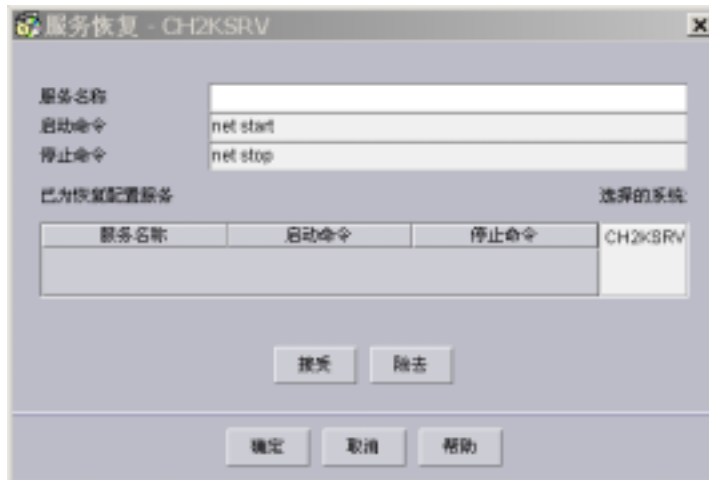 服务恢复 - CH2KSRV
服务名称
启动命令 net start
停止命令 net stop
已为恢复配置服务 选择的系统:
服务名称 启动命令 停止命令 CH2KSRV
接受 除去
确定 取消 帮助